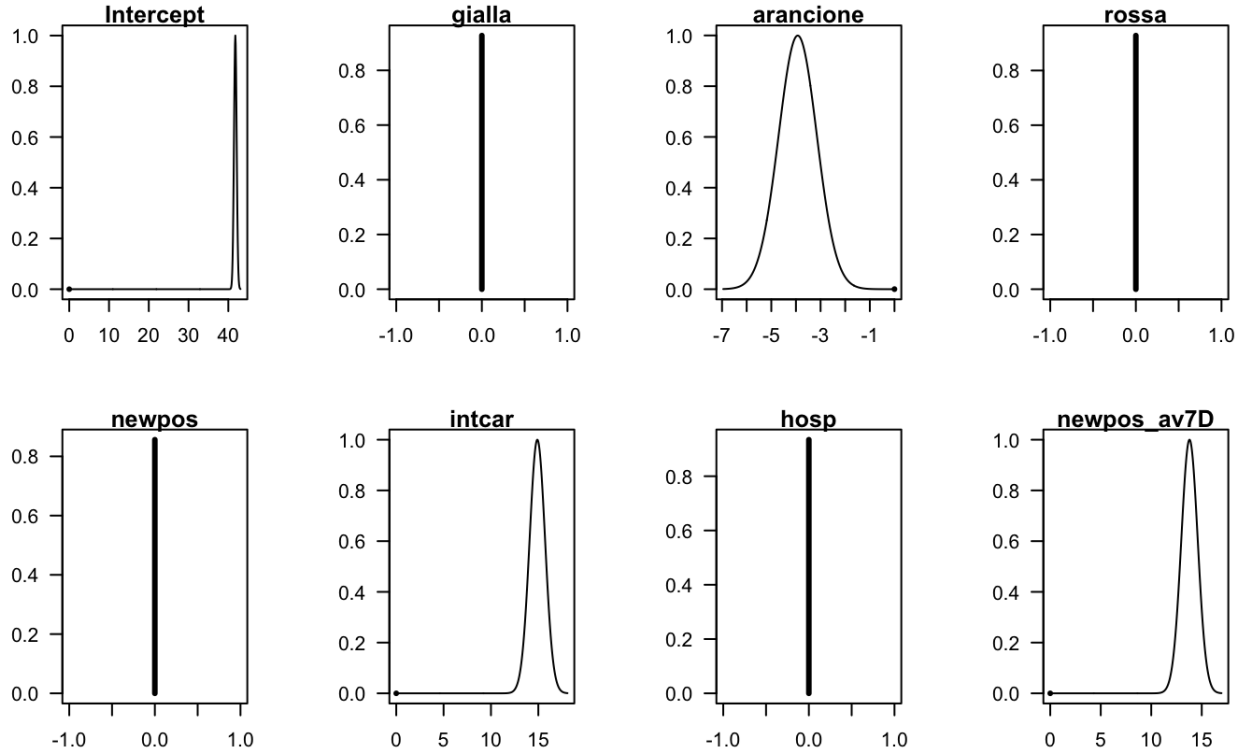 Intercept gialla arancione rossa
1.0
0.8 0.8 1.0 0.8
0.8
0.6 0.6 0.8 0.6
0.6 0.6
0.4 0.4 0.4
0.4 0.4
0.2 0.2 0.2 0.2
0.0 0.0 0.0 0.0
0 10 20 30 40 -1.0 0.0 1.0 -7 -5 -3 -1 -1.0 0.0 1.0
newpos intcar hosp newpos_av7D
1.0 1.0
0.8 0.8 0.8 0.8
0.6 0.6 0.6 0.6
0.4 0.4 0.4 0.4
0.2 0.2 0.2 0.2
0.0 0.0 0.0 0.0
-1.0 0.0 1.0 0 5 10 15 -1.0 0.0 1.0 0 5 10 15